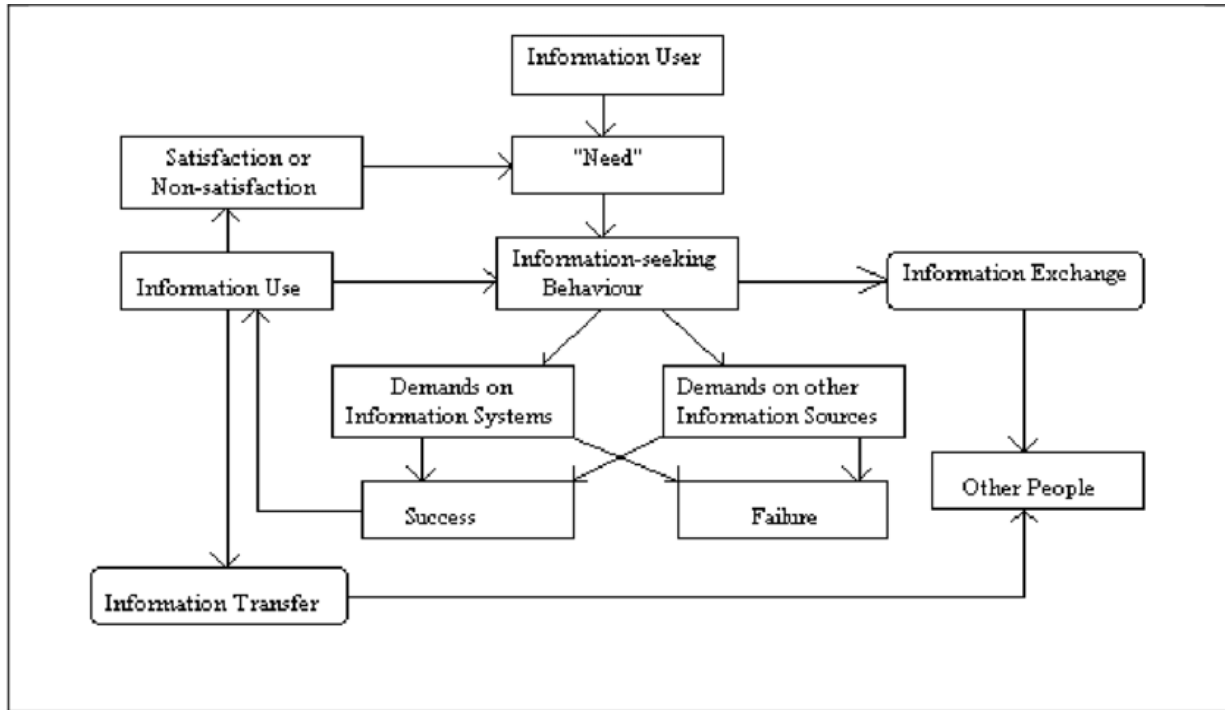 Information User
"Need"
Satisfaction or
Non-satisfaction
Information-seeking
Behaviour
Information Use
Information Exchange
Demands on
Information Systems
Demands on other
Information Sources
Success
Failure
Other People
Information Transfer